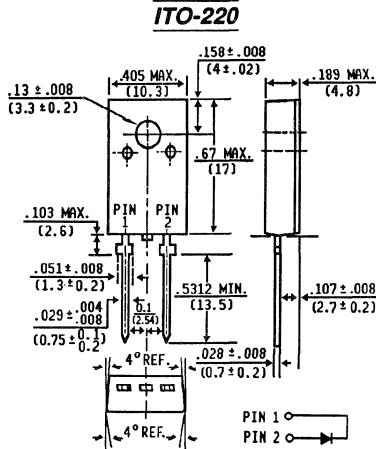 ITO-220
.158±.008
(4±.02)
.405 MAX.
(10.3)
.189 MAX.
(4.8)
.13±.008
(3.3±0.2)
.67 MAX.
(17)
.103 MAX.
(2.6)
PIN 1
PIN 2
.051±.008
(1.3±0.2)
.5312 MIN.
(13.5)
.107±.008
(2.7±0.2)
.029±.004 .008
(0.75±0.1 0.2)
0.1
(2.54)
.028±.008
(0.7±0.2)
4° REF.
4° REF.
PIN 1
PIN 2